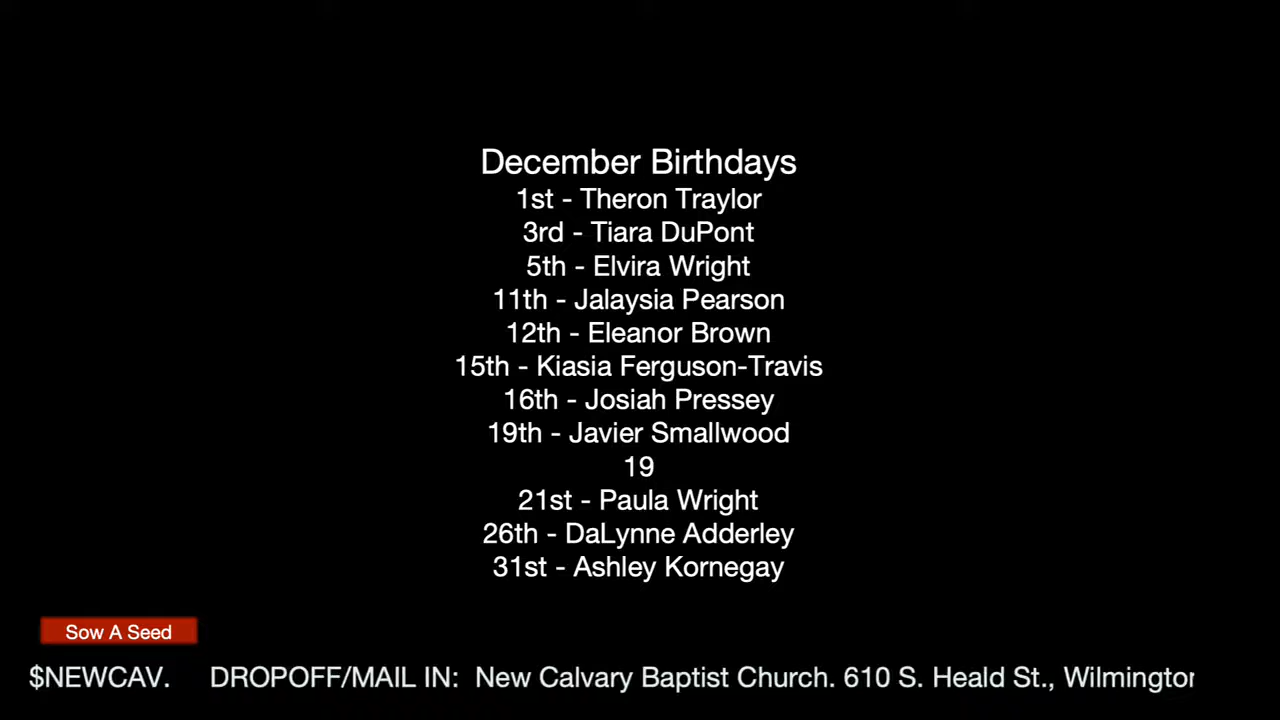 December Birthdays
1st - Theron Traylor
3rd - Tiara DuPont
5th - Elvira Wright
11th - Jalaysia Pearson
12th - Eleanor Brown
15th - Kiasia Ferguson-Travis
16th - Josiah Pressey
19th - Javier Smallwood
19
21st - Paula Wright
26th - DaLynne Adderley
31st - Ashley Kornegay
Sow A Seed
$NEWCAV. DROPOFF/MAIL IN: New Calvary Baptist Church. 610 S. Heald St., Wilmington